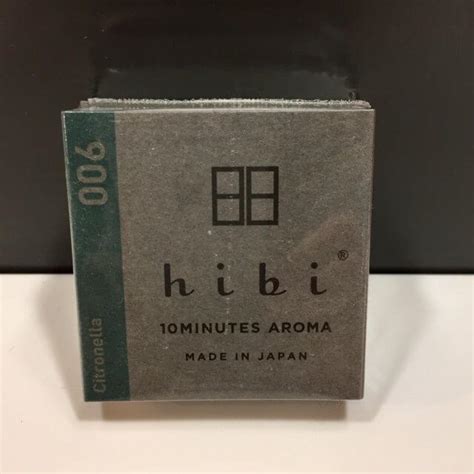 006
Citronella
hibi®
10MINUTES AROMA
MADE IN JAPAN